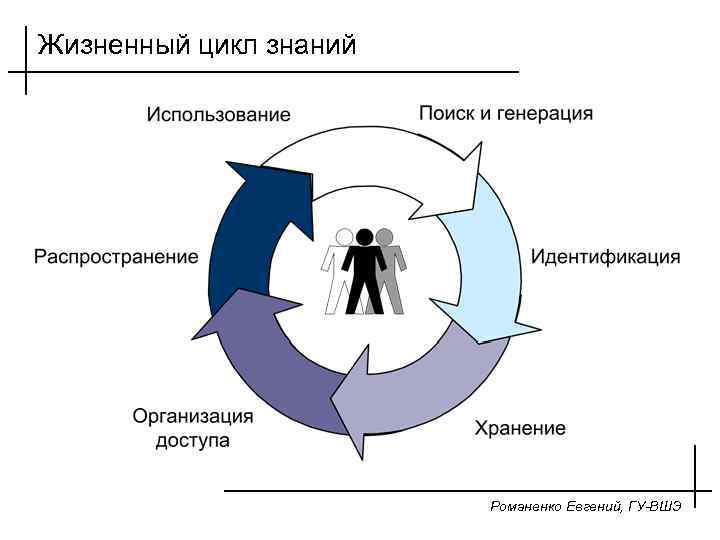 Жизненный цикл знаний
Использование
Поиск и генерация
Распространение
Идентификация
Организация
доступа
Хранение
Романенко Евгений, ГУ-ВШЭ